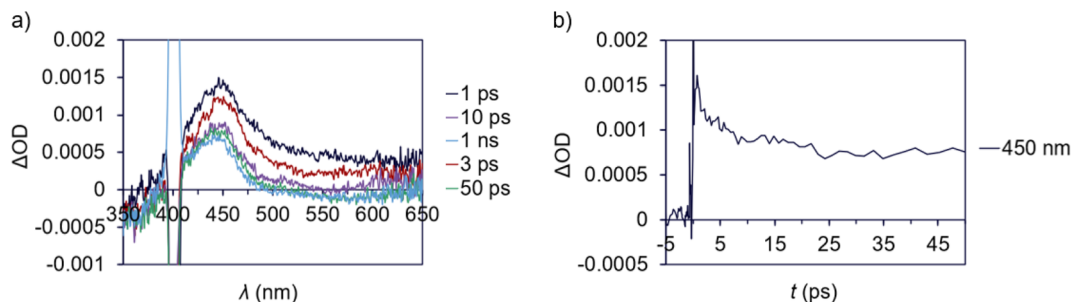 a)
0.002
0.0015
0.001
0.0005
0
-0.0005
-0.001
ΔOD
350 400 450 500 550 600 650
λ (nm)
1 ps
10 ps
1 ns
3 ps
50 ps
b)
0.002
0.0015
0.001
0.0005
0
-0.0005
ΔOD
-5 5 15 25 35 45
t (ps)
450 nm